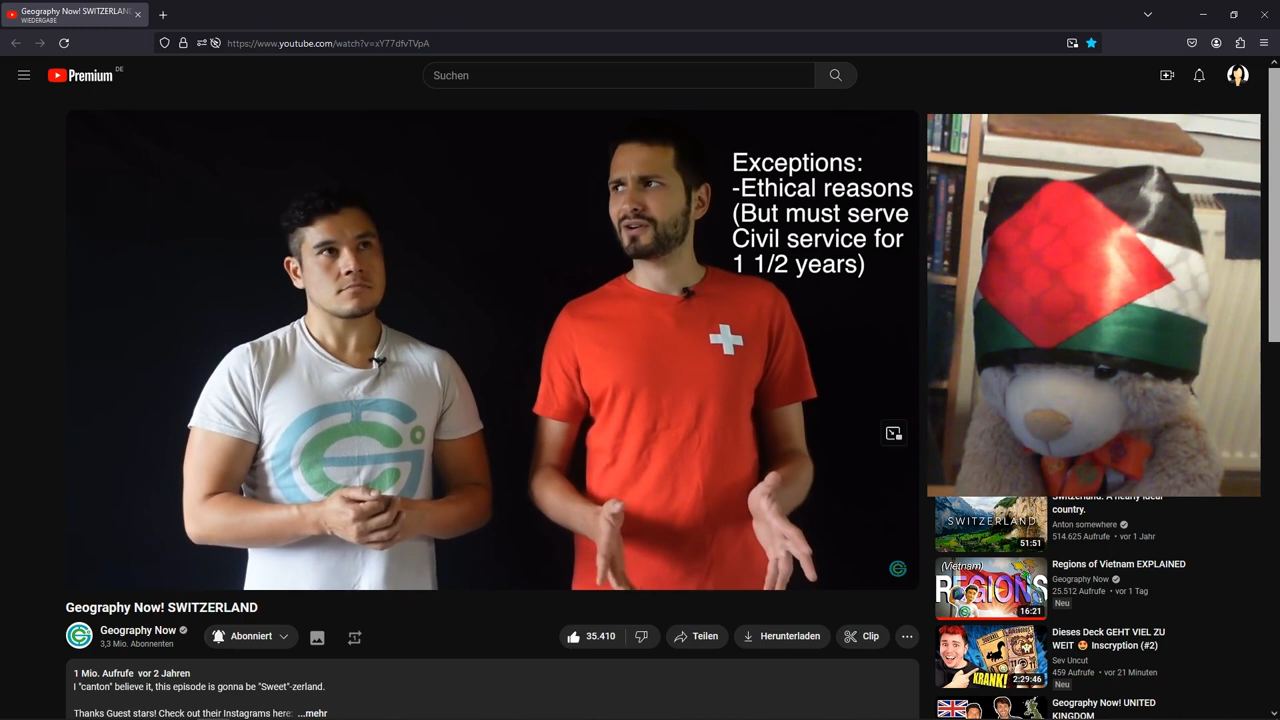 Geography Now! SWITZERLAND
WIEDERGABE
https://www.youtube.com/watch?v=xY77dfvTVpA
Premium DE
Suchen
Exceptions:
-Ethical reasons
(But must serve
Civil service for
1 1/2 years)
Geography Now! SWITZERLAND
Geography Now
3,3 Mio. Abonnenten
Abonniert
35.410
Teilen
Herunterladen
Clip
1 Mio. Aufrufe vor 2 Jahren
I "canton" believe it, this episode is gonna be "Sweet"-zerland.
Thanks Guest stars! Check out their Instagrams here: ...mehr
SWITZERLAND
51:51
Switzerland: A nearly ideal
country.
Anton somewhere
514.625 Aufrufe • vor 1 Jahr
(Vietnam)
REGIONS
16:21
Regions of Vietnam EXPLAINED
Geography Now
25.512 Aufrufe • vor 1 Tag
Neu
KRANK!
2:29:46
Dieses Deck GEHT VIEL ZU
WEIT 🤩 Inscryption (#2)
Sev Uncut
459 Aufrufe • vor 21 Minuten
Neu
Geography Now! UNITED
KINGDOM